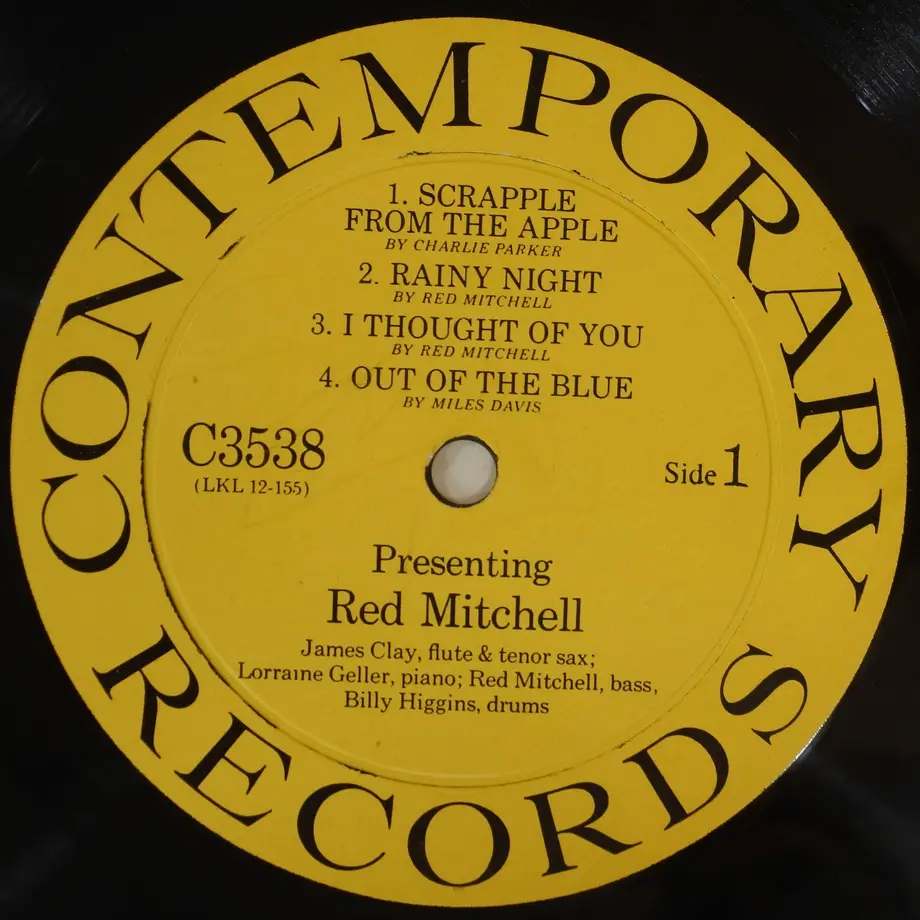 CONTEMPORARY
1. SCRAPPLE
FROM THE APPLE
BY CHARLIE PARKER
2. RAINY NIGHT
BY RED MITCHELL
3. I THOUGHT OF YOU
BY RED MITCHELL
4. OUT OF THE BLUE
BY MILES DAVIS
C3538
(LKL 12-155)
Side 1
Presenting
Red Mitchell
James Clay, flute & tenor sax;
Lorraine Geller, piano; Red Mitchell, bass,
Billy Higgins, drums
RECORDS